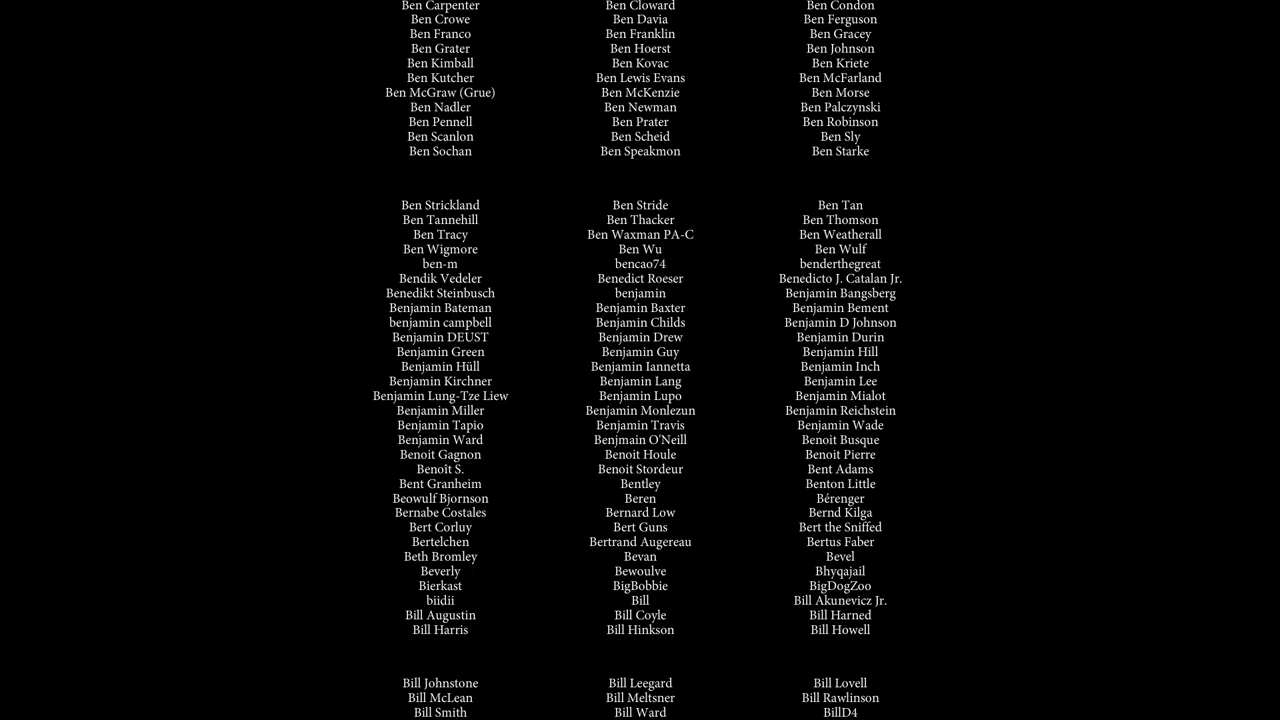 Ben Carpenter Ben Cloward Ben Condon
Ben Crowe Ben Davia Ben Ferguson
Ben Franco Ben Franklin Ben Gracey
Ben Grater Ben Hoerst Ben Johnson
Ben Kimball Ben Kovac Ben Kriete
Ben Kutcher Ben Lewis Evans Ben McFarland
Ben McGraw (Grue) Ben McKenzie Ben Morse
Ben Nadler Ben Newman Ben Palczynski
Ben Pennell Ben Prater Ben Robinson
Ben Scanlon Ben Scheid Ben Sly
Ben Sochan Ben Speakmon Ben Starke
Ben Strickland Ben Stride Ben Tan
Ben Tannehill Ben Thacker Ben Thomson
Ben Tracy Ben Waxman PA-C Ben Weatherall
Ben Wigmore Ben Wu Ben Wulf
ben-m bencao74 benderthegreat
Bendik Vedeler Benedict Roeser Benedicto J. Catalan Jr.
Benedikt Steinbusch benjamin Benjamin Bangsberg
Benjamin Bateman Benjamin Baxter Benjamin Bement
benjamin campbell Benjamin Childs Benjamin D Johnson
Benjamin DEUST Benjamin Drew Benjamin Durin
Benjamin Green Benjamin Guy Benjamin Hill
Benjamin Hüll Benjamin Iannetta Benjamin Inch
Benjamin Kirchner Benjamin Lang Benjamin Lee
Benjamin Lung-Tze Liew Benjamin Lupo Benjamin Mialot
Benjamin Miller Benjamin Monlezun Benjamin Reichstein
Benjamin Tapio Benjamin Travis Benjamin Wade
Benjamin Ward Benjmain O'Neill Benoit Busque
Benoit Gagnon Benoit Houle Benoit Pierre
Benoît S. Benoit Stordeur Bent Adams
Bent Granheim Bentley Benton Little
Beowulf Bjornson Beren Bérenger
Bernabe Costales Bernard Low Bernd Kilga
Bert Corluy Bert Guns Bert the Sniffed
Bertelchen Bertrand Augereau Bertus Faber
Beth Bromley Bevan Bevel
Beverly Bewoulve Bhyqajail
Bierkast BigBobbie BigDogZoo
biidii Bill Bill Akunevicz Jr.
Bill Augustin Bill Coyle Bill Harned
Bill Harris Bill Hinkson Bill Howell
Bill Johnstone Bill Leegard Bill Lovell
Bill McLean Bill Meltsner Bill Rawlinson
Bill Smith Bill Ward BillD4